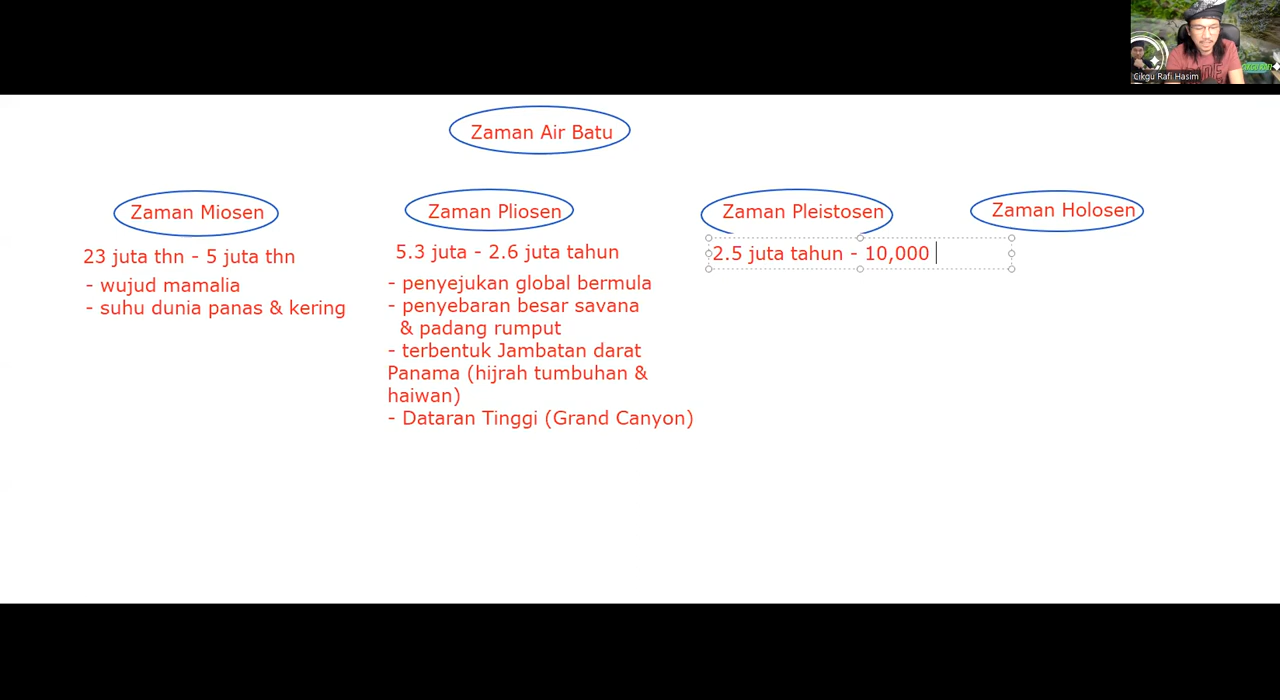 Cikgu Rafi Hasim
Zaman Air Batu
Zaman Miosen
23 juta thn - 5 juta thn
- wujud mamalia
- suhu dunia panas & kering
Zaman Pliosen
5.3 juta - 2.6 juta tahun
- penyejukan global bermula
- penyebaran besar savana
& padang rumput
- terbentuk Jambatan darat
Panama (hijrah tumbuhan &
haiwan)
- Dataran Tinggi (Grand Canyon)
Zaman Pleistosen
2.5 juta tahun - 10,000
Zaman Holosen